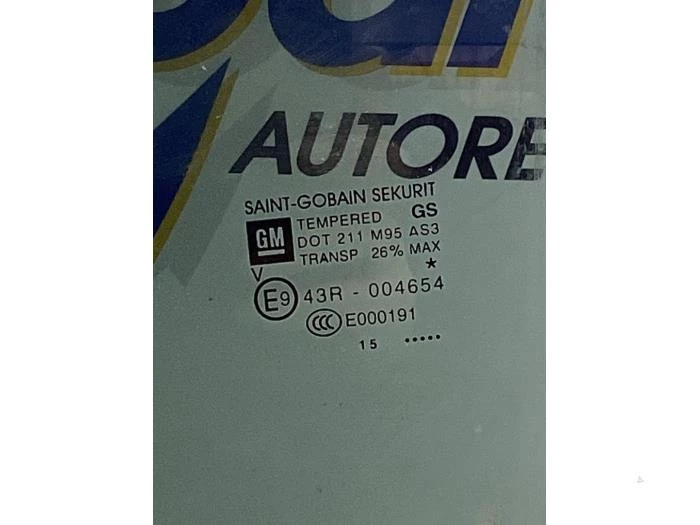 AUTORE
SAINT-GOBAIN SEKURIT
TEMPERED GS
GM DOT 211 M95 AS3
TRANSP 26% MAX
V *
E9 43R - 004654
CCC E000191
15 •••••